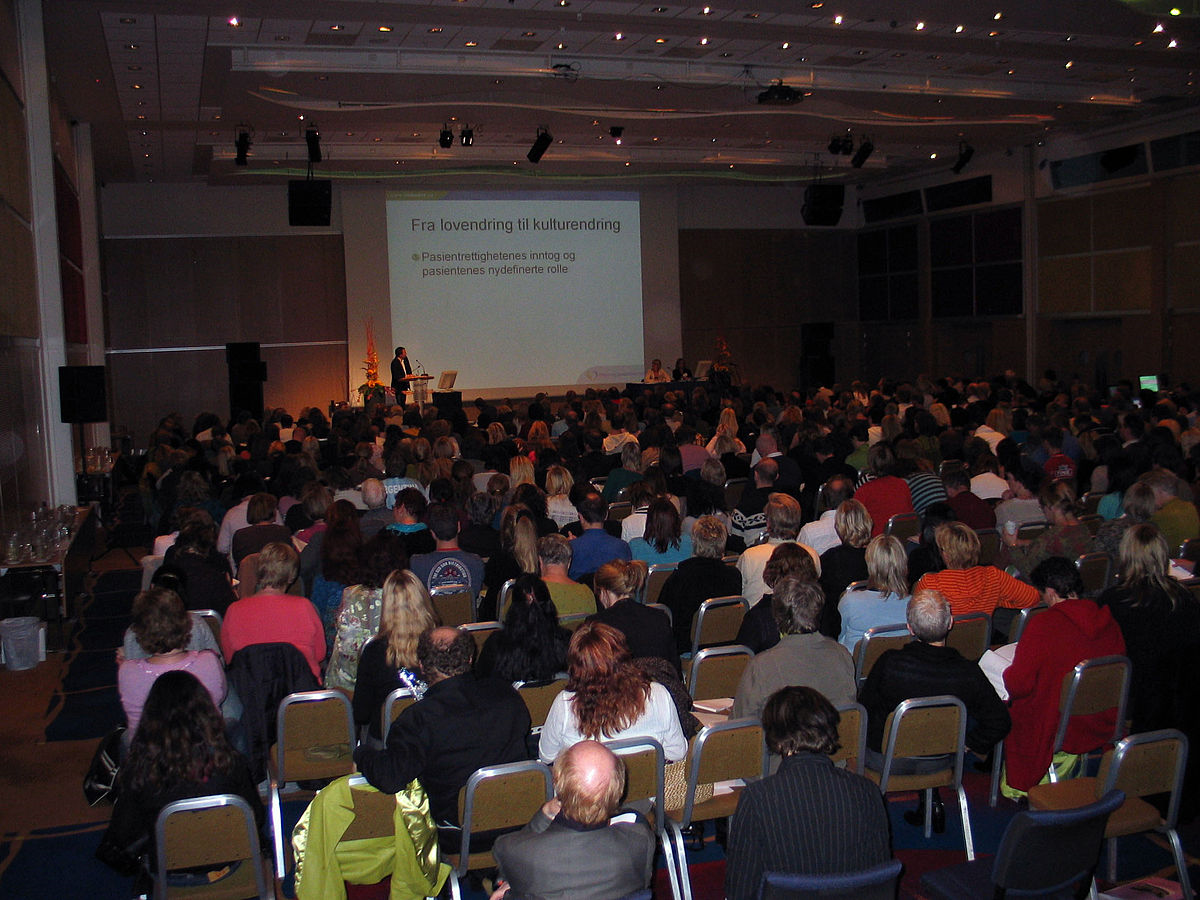 Fra lovendring til kulturendring
Pasientrettighetenes inntog og
pasientenes nydefinerte rolle